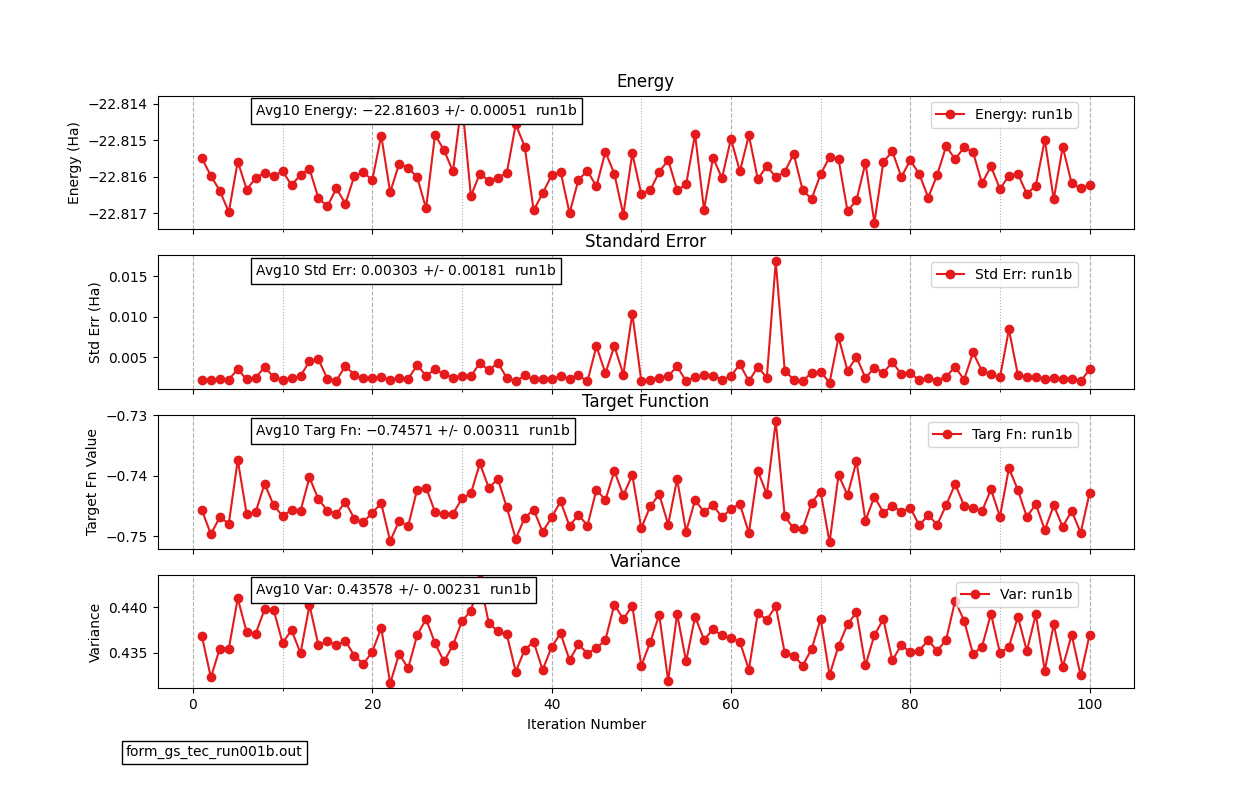 Energy
Avg10 Energy: −22.81603 +/- 0.00051  run1b
Energy: run1b
−22.814
−22.815
−22.816
−22.817
Energy (Ha)
Standard Error
Avg10 Std Err: 0.00303 +/- 0.00181  run1b
Std Err: run1b
0.015
0.010
0.005
Std Err (Ha)
Target Function
Avg10 Targ Fn: −0.74571 +/- 0.00311  run1b
Targ Fn: run1b
−0.73
−0.74
−0.75
Target Fn Value
Variance
Avg10 Var: 0.43578 +/- 0.00231  run1b
Var: run1b
0.440
0.435
Variance
0 20 40 60 80 100
Iteration Number
form_gs_tec_run001b.out